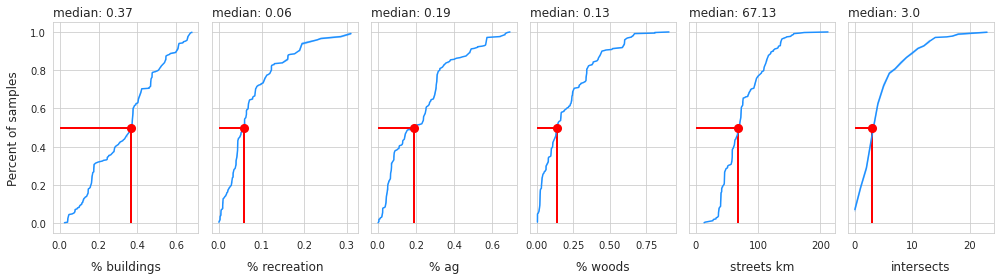 median: 0.37
median: 0.06
median: 0.19
median: 0.13
median: 67.13
median: 3.0
Percent of samples
1.0
0.8
0.6
0.4
0.2
0.0
0.0 0.2 0.4 0.6
0.0 0.1 0.2 0.3
0.0 0.2 0.4 0.6
0.00 0.25 0.50 0.75
0 100 200
0 10 20
% buildings
% recreation
% ag
% woods
streets km
intersects